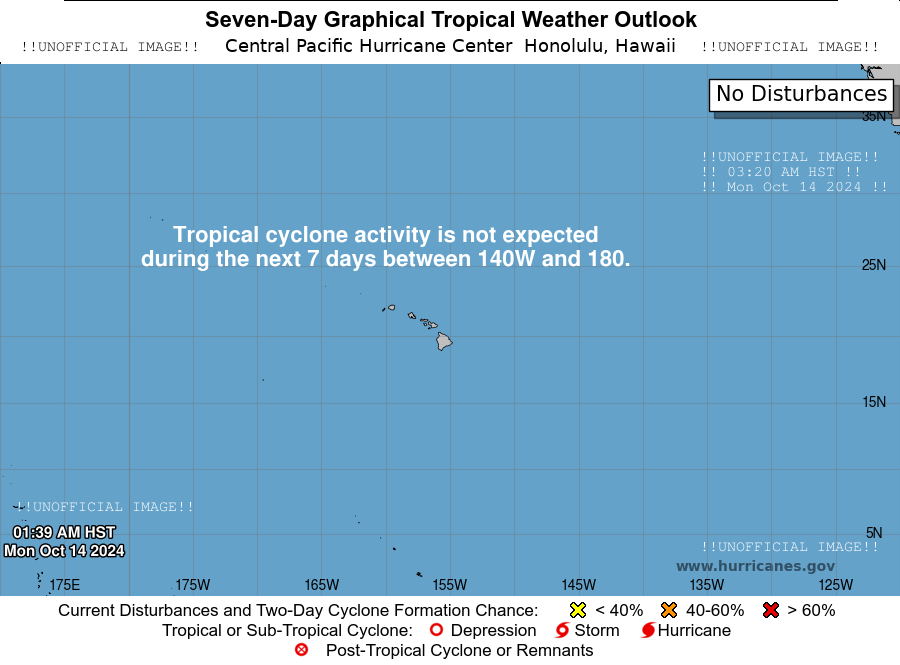 Seven-Day Graphical Tropical Weather Outlook
!!UNOFFICIAL IMAGE!! Central Pacific Hurricane Center Honolulu, Hawaii !!UNOFFICIAL IMAGE!!
No Disturbances
35N
!!UNOFFICIAL IMAGE!!
!! 03:20 AM HST !!
!! Mon Oct 14 2024 !!
Tropical cyclone activity is not expected
during the next 7 days between 140W and 180.
25N
15N
!!UNOFFICIAL IMAGE!!
01:39 AM HST
Mon Oct 14 2024
5N
!!UNOFFICIAL IMAGE!!
www.hurricanes.gov
175E 175W 165W 155W 145W 135W 125W
Current Disturbances and Two-Day Cyclone Formation Chance: < 40% 40-60% > 60%
Tropical or Sub-Tropical Cyclone: Depression Storm Hurricane
Post-Tropical Cyclone or Remnants